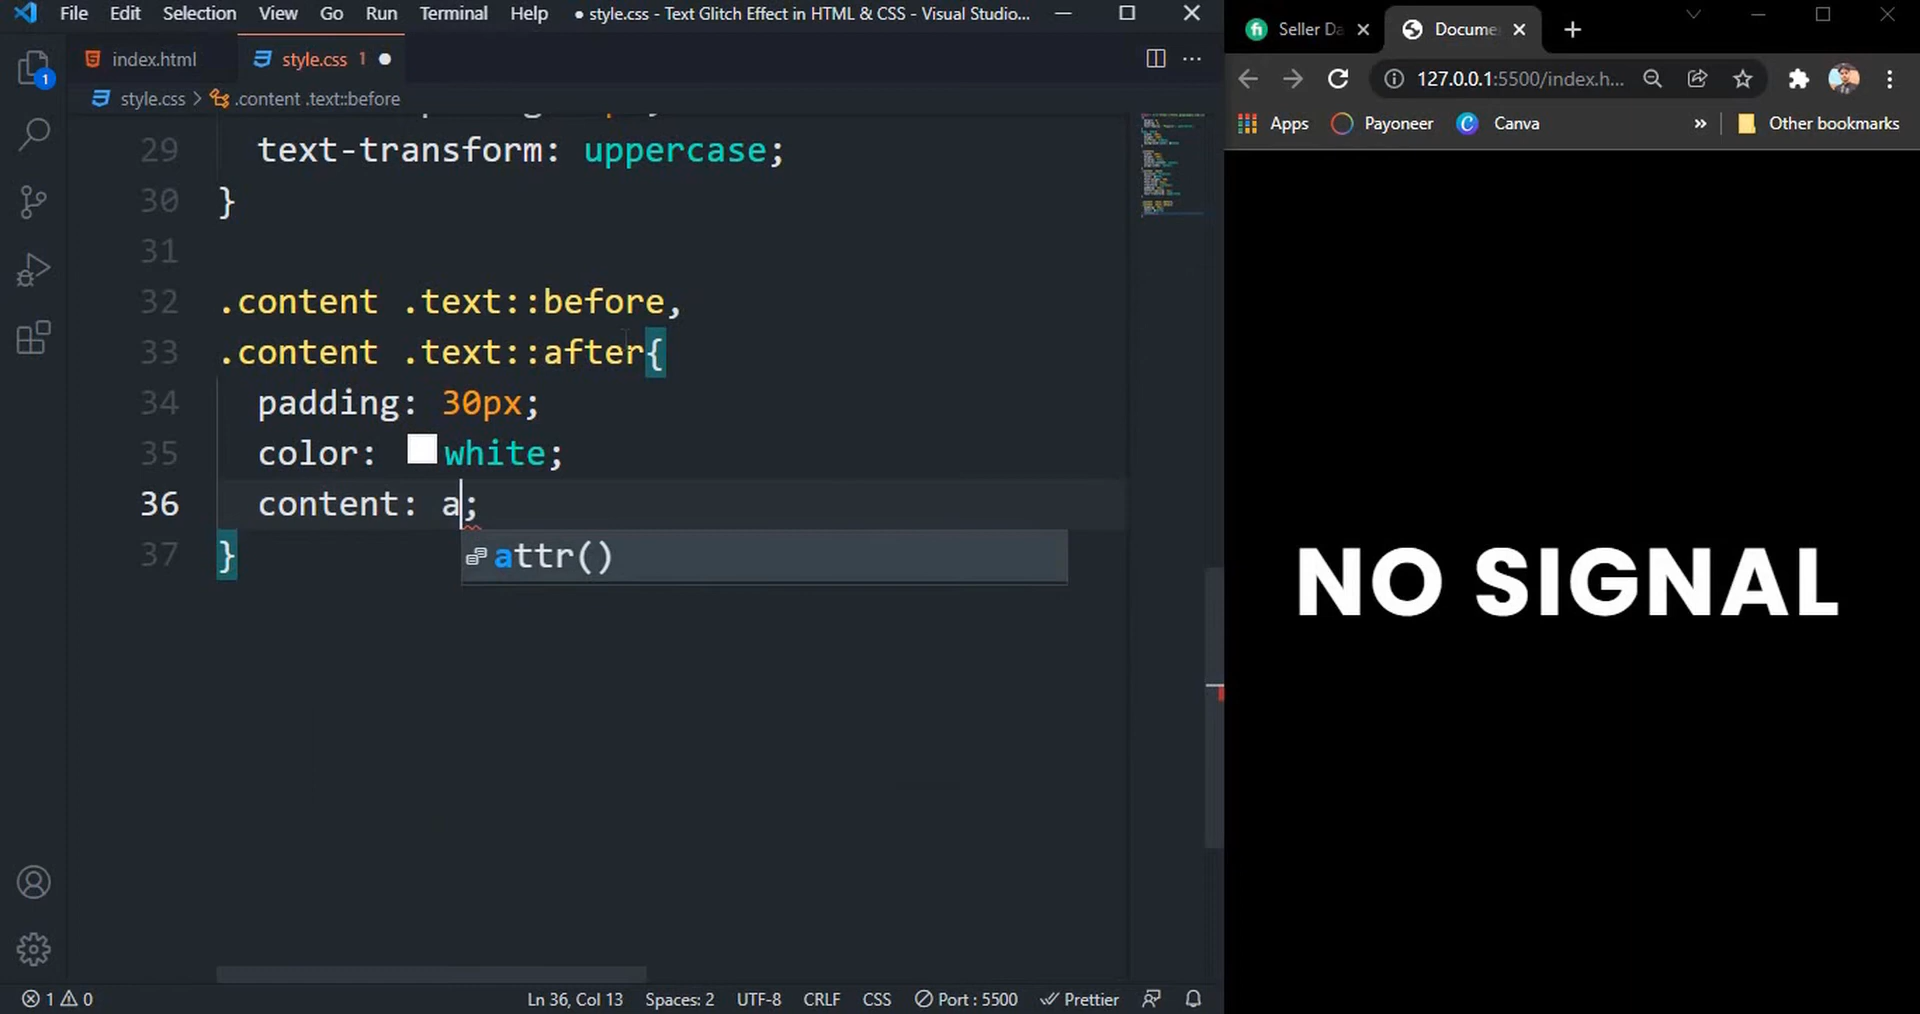 File Edit Selection View Go Run Terminal Help ● style.css - Text Glitch Effect in HTML & CSS - Visual Studio...
index.html style.css 1
style.css > .content .text::before
29 text-transform: uppercase;
30 }
31
32 .content .text::before,
33 .content .text::after{
34 padding: 30px;
35 color: white;
36 content: a;
attr()
37 }
1
1 0
Ln 36, Col 13 Spaces: 2 UTF-8 CRLF CSS Port : 5500 Prettier
fi Seller Da Docume
127.0.0.1:5500/index.h...
Apps Payoneer C Canva » Other bookmarks
NO SIGNAL